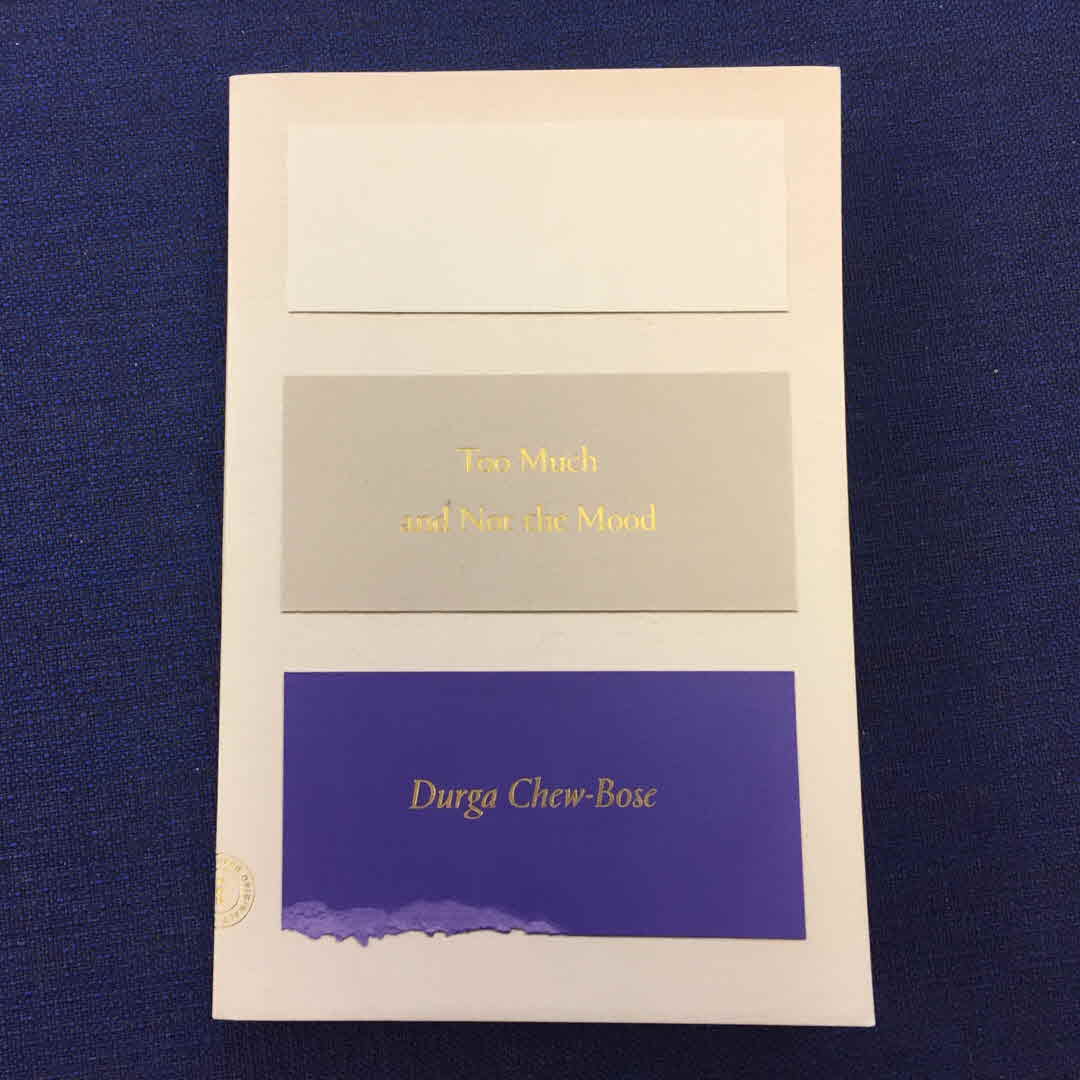 Too Much
and Not the Mood
Durga Chew-Bose